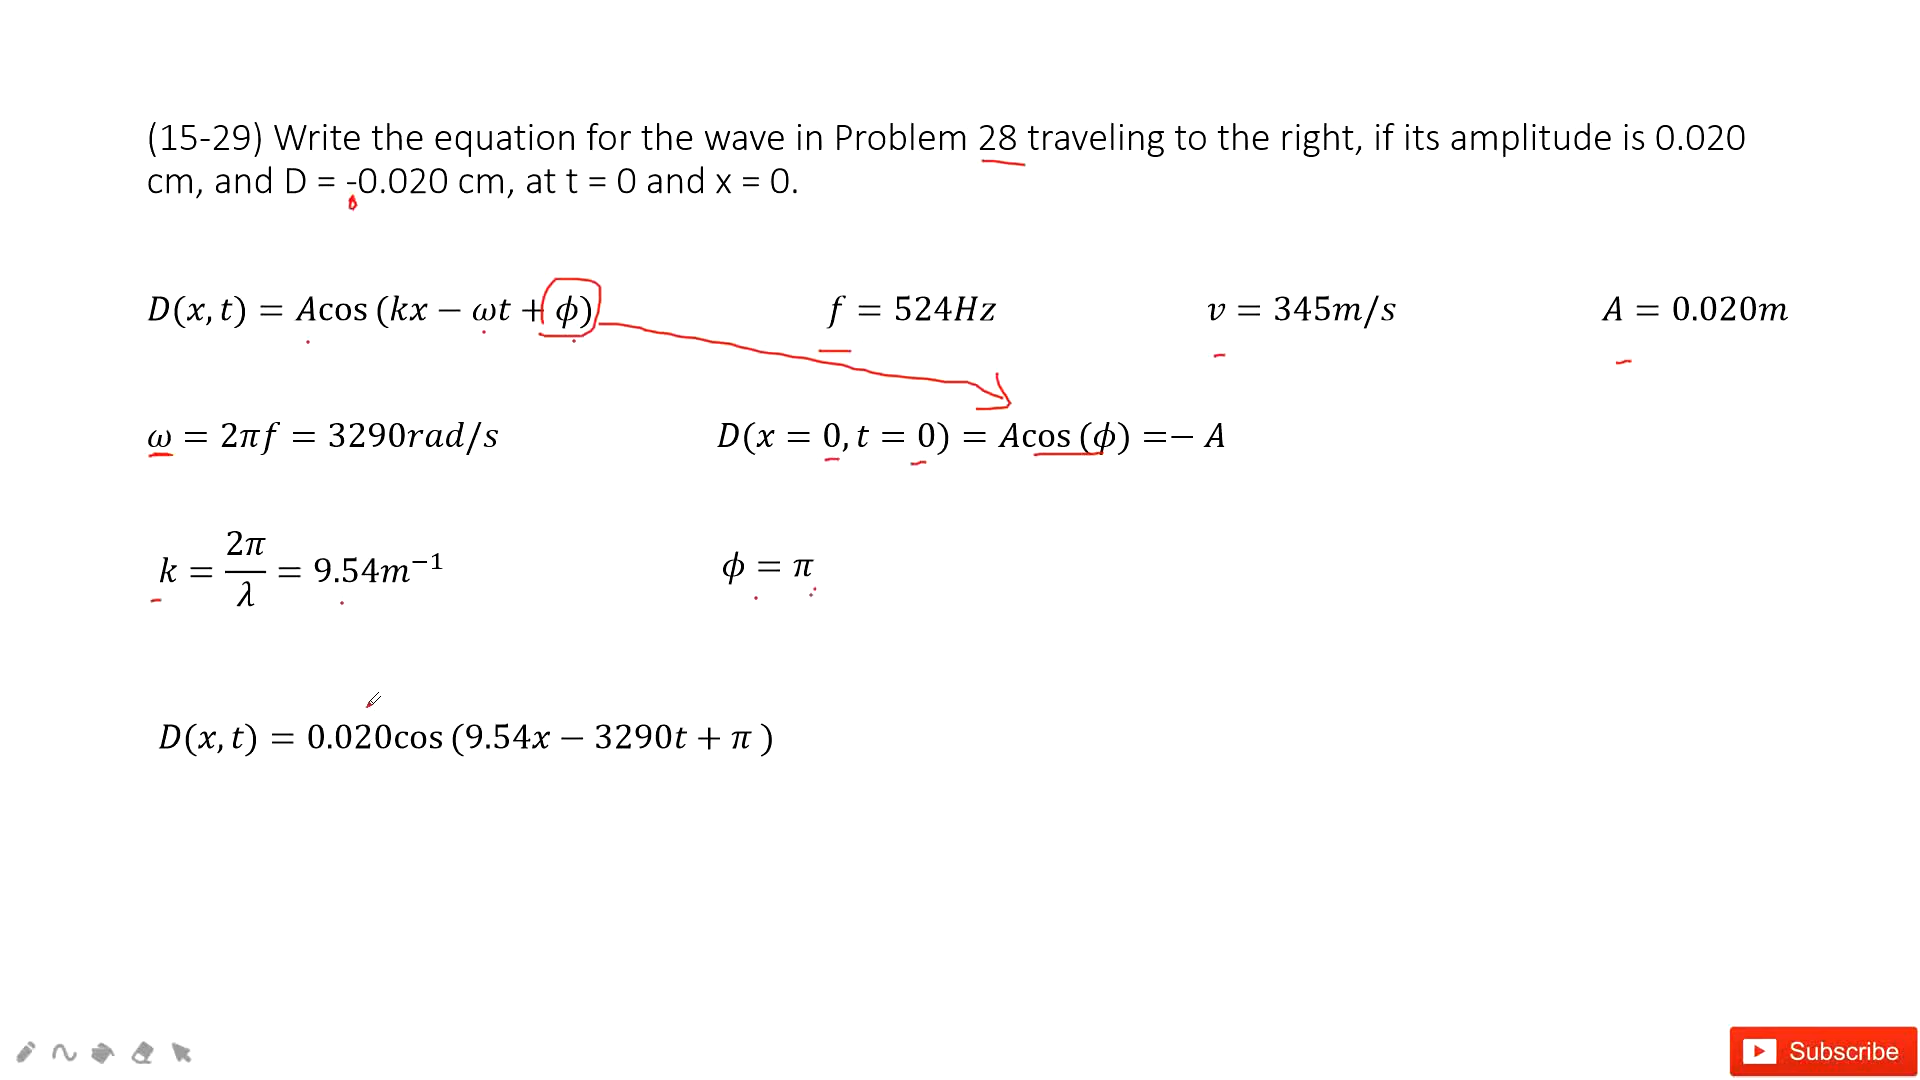 (15-29) Write the equation for the wave in Problem 28 traveling to the right, if its amplitude is 0.020
cm, and D = -0.020 cm, at t = 0 and x = 0.
D(x, t) = Acos (kx − ωt + ϕ) f = 524Hz v = 345m/s A = 0.020m
ω = 2πf = 3290rad/s D(x = 0, t = 0) = Acos (ϕ) =− A
k = 2π/λ = 9.54m⁻¹ ϕ = π
D(x, t) = 0.020cos (9.54x − 3290t + π )
Subscribe